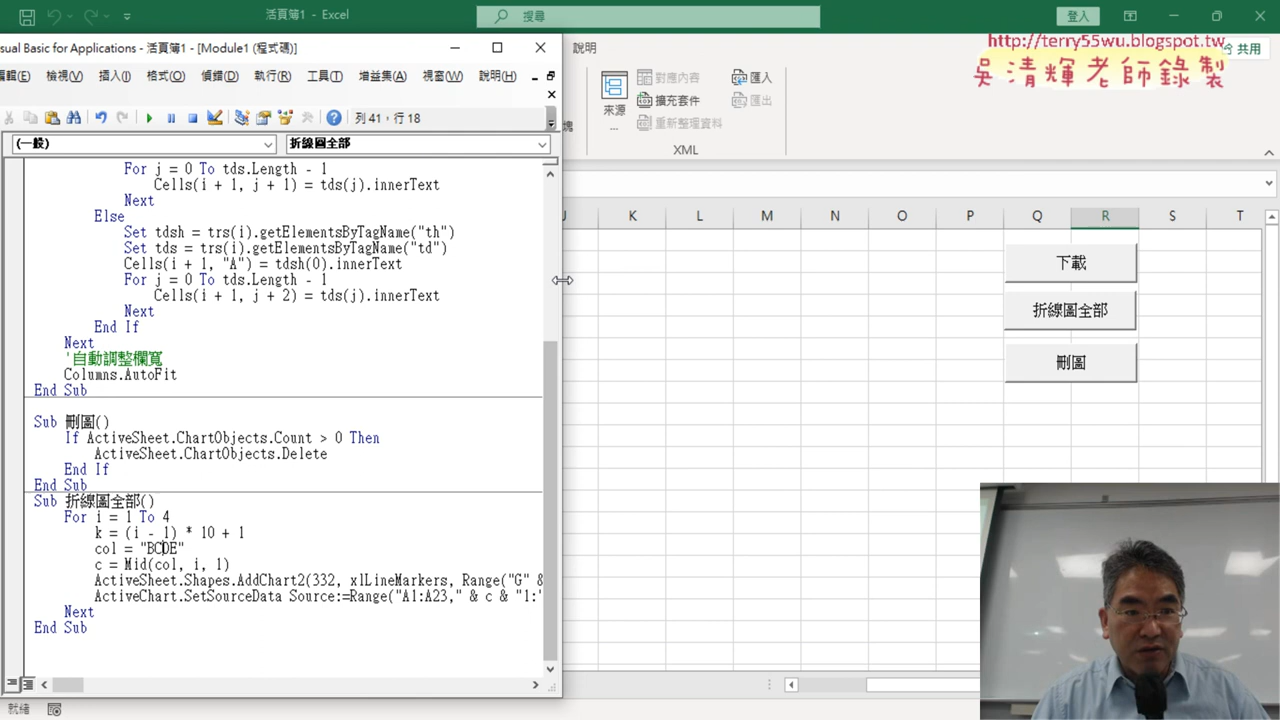 活頁簿1 - Excel
搜尋
登入
sual Basic for Applications - 活頁簿1 - [Module1 (程式碼)]
說明
http://terry55wu.blogspot.tw
吳清輝老師錄製
共用
編輯(E) 檢視(V) 插入(I) 格式(O) 偵錯(D) 執行(R) 工具(T) 增益集(A) 視窗(W) 說明(H)
來源
...
對應內容
擴充套件
重新整理資料
匯入
匯出
XML
列 41，行 18
(一般)
折線圖全部
For j = 0 To tds.Length - 1
Cells(i + 1, j + 1) = tds(j).innerText
Next
Else
Set tdsh = trs(i).getElementsByTagName("th")
Set tds = trs(i).getElementsByTagName("td")
Cells(i + 1, "A") = tdsh(0).innerText
For j = 0 To tds.Length - 1
Cells(i + 1, j + 2) = tds(j).innerText
Next
End If
Next
'自動調整欄寬
Columns.AutoFit
End Sub
Sub 刪圖()
If ActiveSheet.ChartObjects.Count > 0 Then
ActiveSheet.ChartObjects.Delete
End If
End Sub
Sub 折線圖全部()
For i = 1 To 4
k = (i - 1) * 10 + 1
col = "BCDE"
c = Mid(col, i, 1)
ActiveSheet.Shapes.AddChart2(332, xlLineMarkers, Range("G" &
ActiveChart.SetSourceData Source:=Range("A1:A23," & c & "1:"
Next
End Sub
J K L M N O P Q R S T
下載
折線圖全部
刪圖
就緒